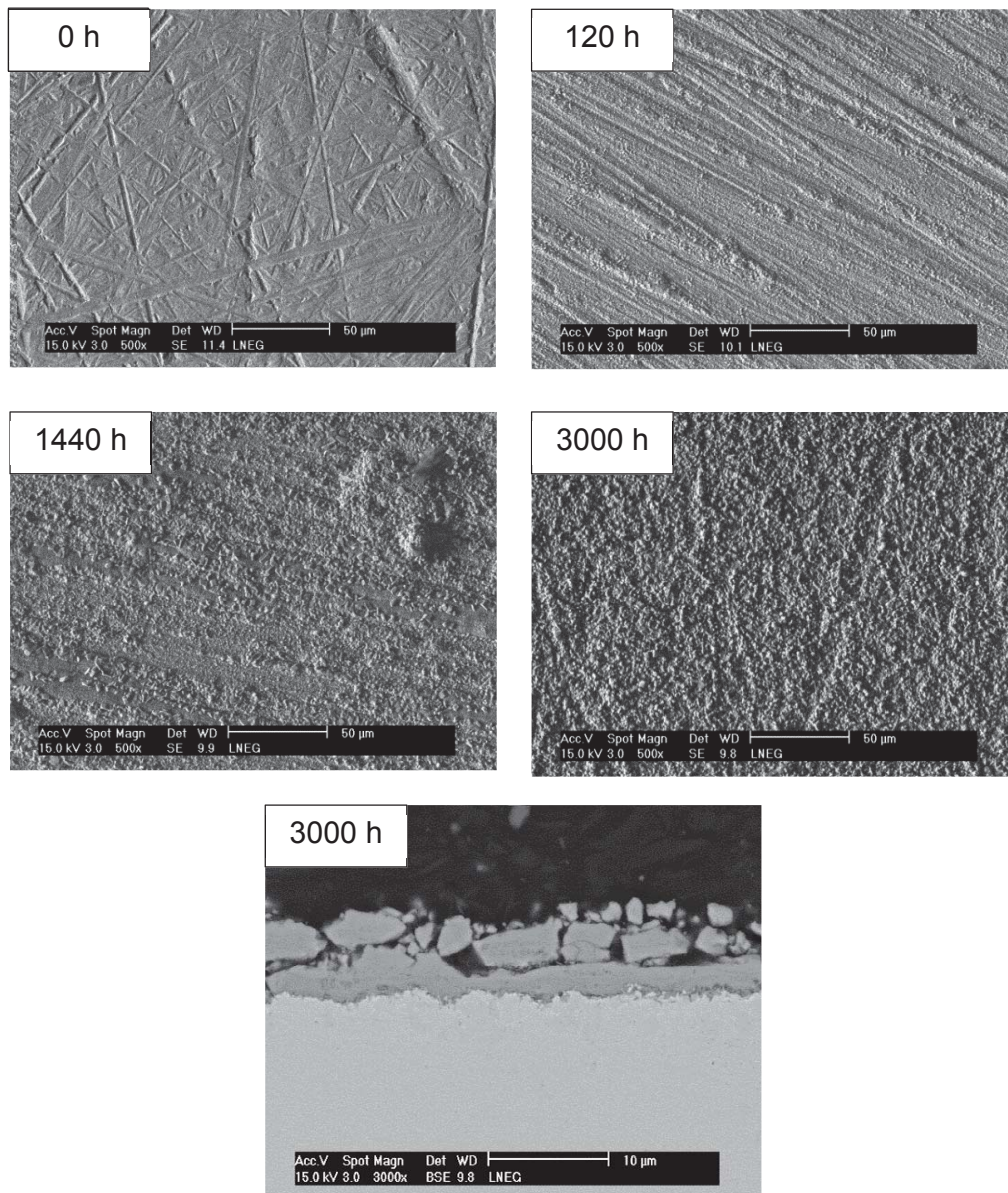 0 h
120 h
Acc.V Spot Magn Det WD 50 µm
15.0 kV 3.0 500x SE 11.4 LNEG
Acc.V Spot Magn Det WD 50 µm
15.0 kV 3.0 500x SE 10.1 LNEG
1440 h
3000 h
Acc.V Spot Magn Det WD 50 µm
15.0 kV 3.0 500x SE 9.9 LNEG
Acc.V Spot Magn Det WD 50 µm
15.0 kV 3.0 500x SE 9.8 LNEG
3000 h
Acc.V Spot Magn Det WD 10 µm
15.0 kV 3.0 3000x BSE 9.8 LNEG